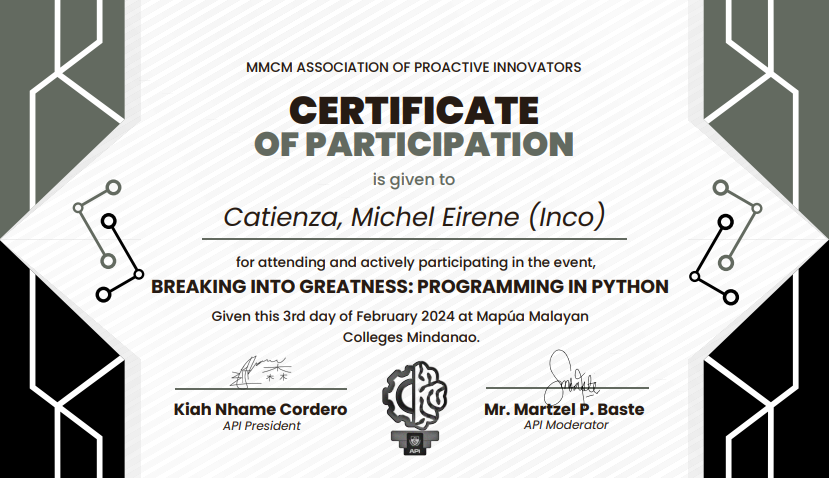 MMCM ASSOCIATION OF PROACTIVE INNOVATORS
CERTIFICATE
OF PARTICIPATION
is given to
Catienza, Michel Eirene (Inco)
for attending and actively participating in the event,
BREAKING INTO GREATNESS: PROGRAMMING IN PYTHON
Given this 3rd day of February 2024 at Mapúa Malayan
Colleges Mindanao.
Kiah Nhame Cordero
API President
API
Mr. Martzel P. Baste
API Moderator